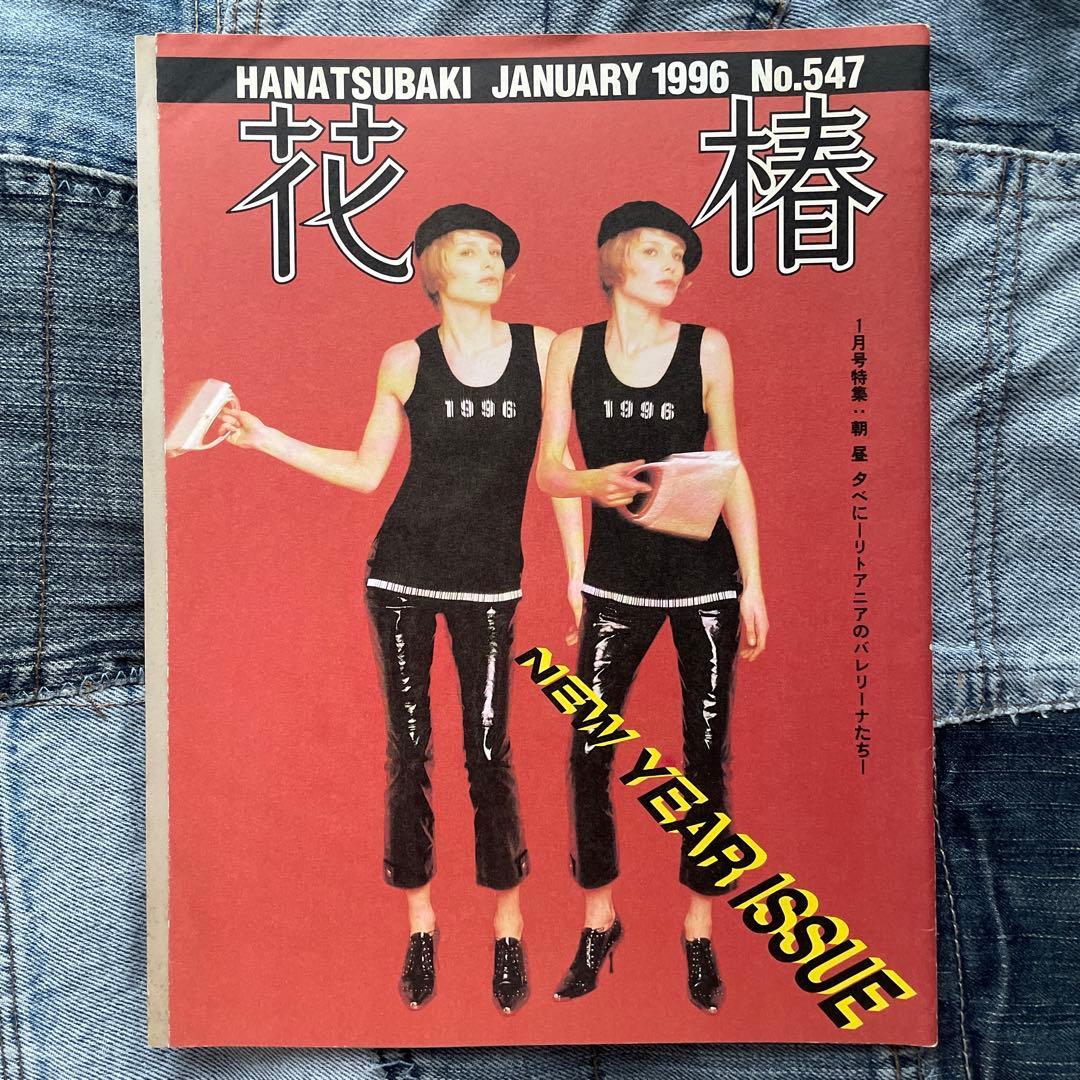 HANATSUBAKI JANUARY 1996 No.547
花椿
1996
1996
1月号特集:朝 昼 夕べに—リトアニアのバレリーナたち—
NEW YEAR ISSUE